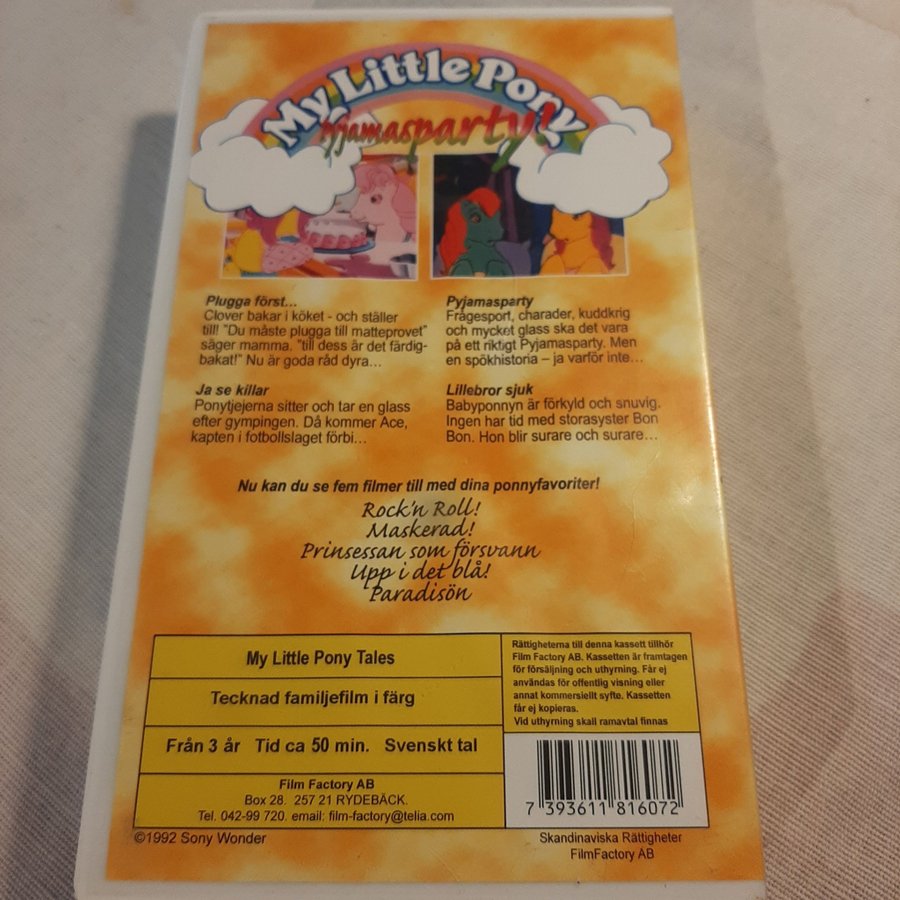 My Little Pony
pyjamasparty!
Plugga först...
Clover bakar i köket - och ställer
till! "Du måste plugga till matteprovet"
säger mamma. "till dess är det färdig-
bakat!" Nu är goda råd dyra...
Ja se killar
Ponytjejerna sitter och tar en glass
efter gympingen. Då kommer Ace,
kapten i fotbollslaget förbi...
Pyjamasparty
Frågesport, charader, kuddkrig
och mycket glass ska det vara
på ett riktigt Pyjamasparty. Men
en spökhistoria – ja varför inte...
Lillebror sjuk
Babyponnyn är förkyld och snuvig.
Ingen har tid med storasyster Bon
Bon. Hon blir surare och surare...
Nu kan du se fem filmer till med dina ponnyfavoriter!
Rock'n Roll!
Maskerad!
Prinsessan som försvann
Upp i det blå!
Paradisön
My Little Pony Tales
Tecknad familjefilm i färg
Från 3 år Tid ca 50 min. Svenskt tal
Film Factory AB
Box 28. 257 21 RYDEBÄCK.
Tel. 042-99 720. email: film-factory@telia.com
Rättigheterna till denna kassett tillhör
Film Factory AB. Kassetten är framtagen
för försäljning och uthyrning. Får ej
användas för offentlig visning eller
annat kommersiellt syfte. Kassetten
får ej kopieras.
Vid uthyrning skall ramavtal finnas
7 393611 816072
©1992 Sony Wonder
Skandinaviska Rättigheter
FilmFactory AB